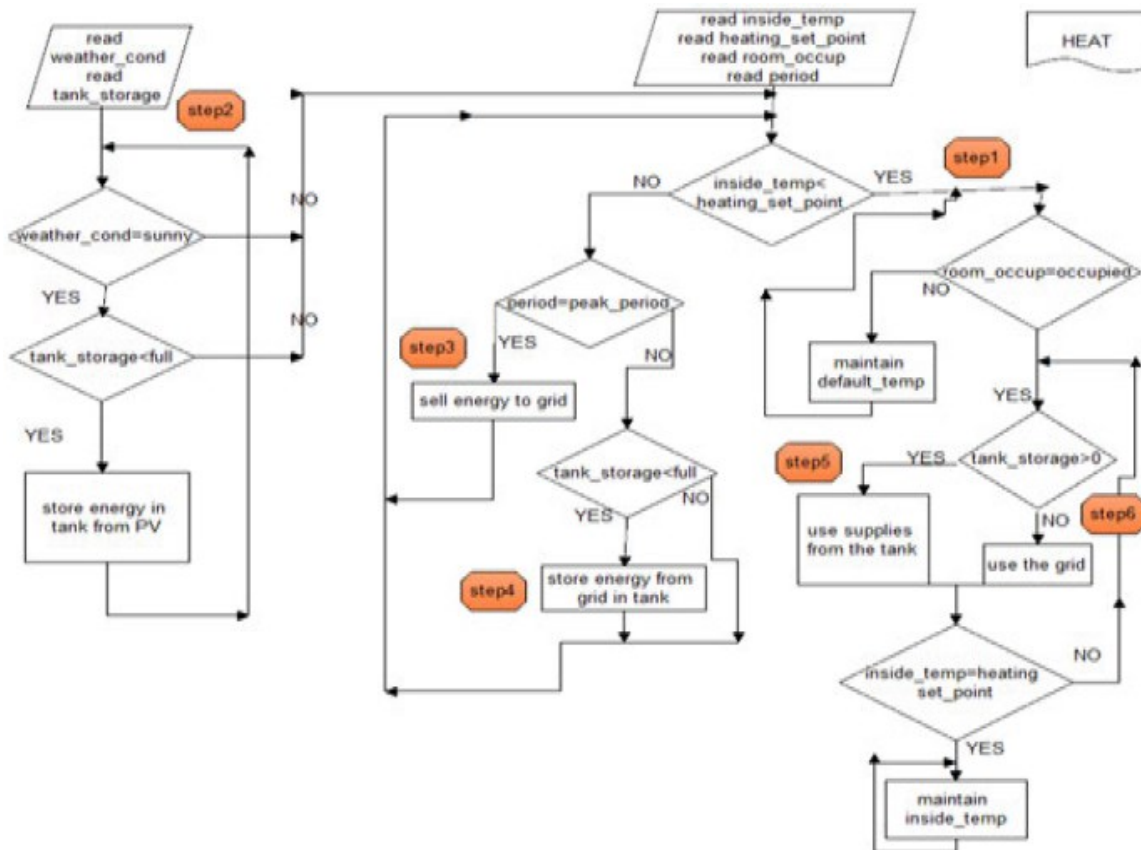 read
weather_cond
read
tank_storage
step2
weather_cond=sunny
NO
YES
tank_storage<full
NO
YES
store energy in
tank from PV
read inside_temp
read heating_set_point
read room_occup
read period
HEAT
inside_temp<
heating_set_point
NO
YES
step1
period=peak_period
YES
NO
step3
sell energy to grid
tank_storage<full
YES
NO
step4
store energy from
grid in tank
room_occup=occupied
NO
YES
maintain
default_temp
tank_storage>0
YES
NO
step5
use supplies
from the tank
step6
use the grid
inside_temp=heating
set_point
NO
YES
maintain
inside_temp